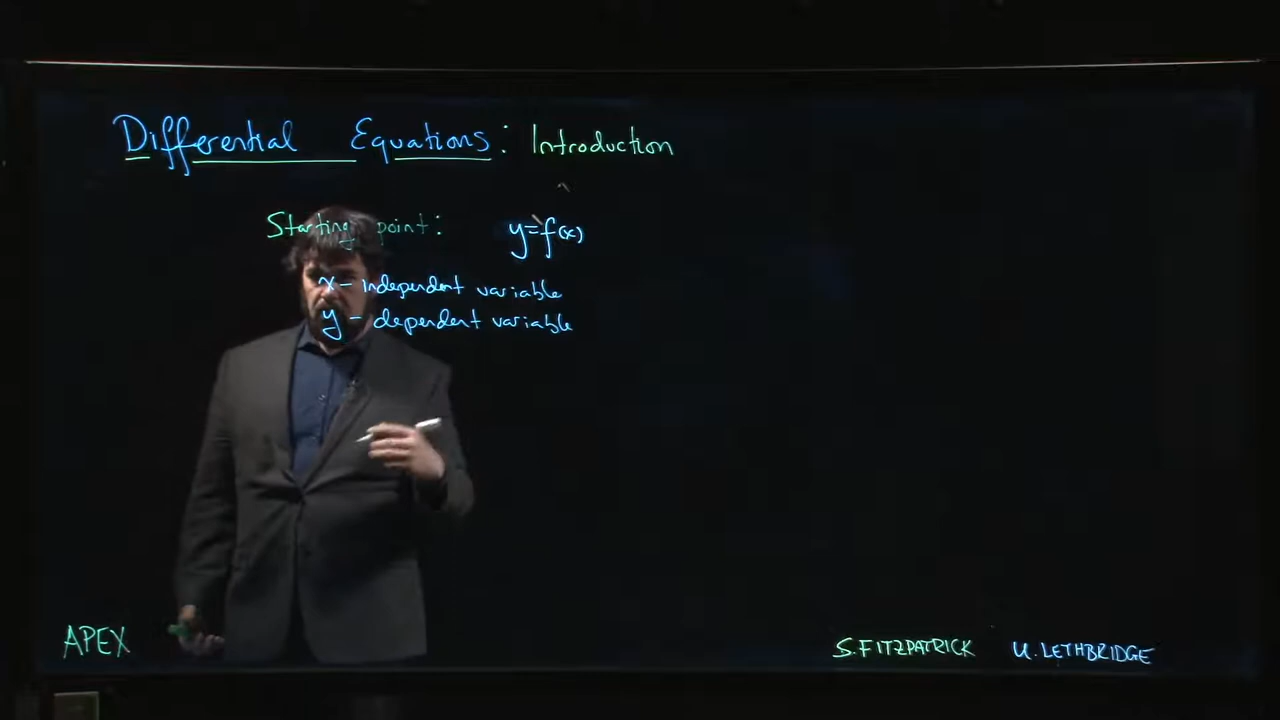 Differential Equations: Introduction
Starting point: y=f(x)
x - independent variable
y - dependent variable
APEX
S. FITZPATRICK U. LETHBRIDGE